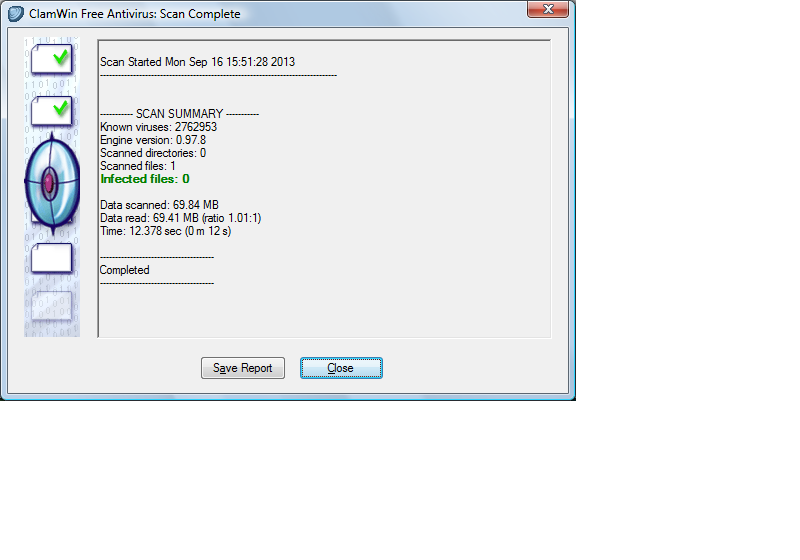 ClamWin Free Antivirus: Scan Complete
Scan Started Mon Sep 16 15:51:28 2013
-------------------------------------------------------------------------------
----------- SCAN SUMMARY -----------
Known viruses: 2762953
Engine version: 0.97.8
Scanned directories: 0
Scanned files: 1
Infected files: 0
Data scanned: 69.84 MB
Data read: 69.41 MB (ratio 1.01:1)
Time: 12.378 sec (0 m 12 s)
--------------------------------------
Completed
--------------------------------------
Save Report
Close